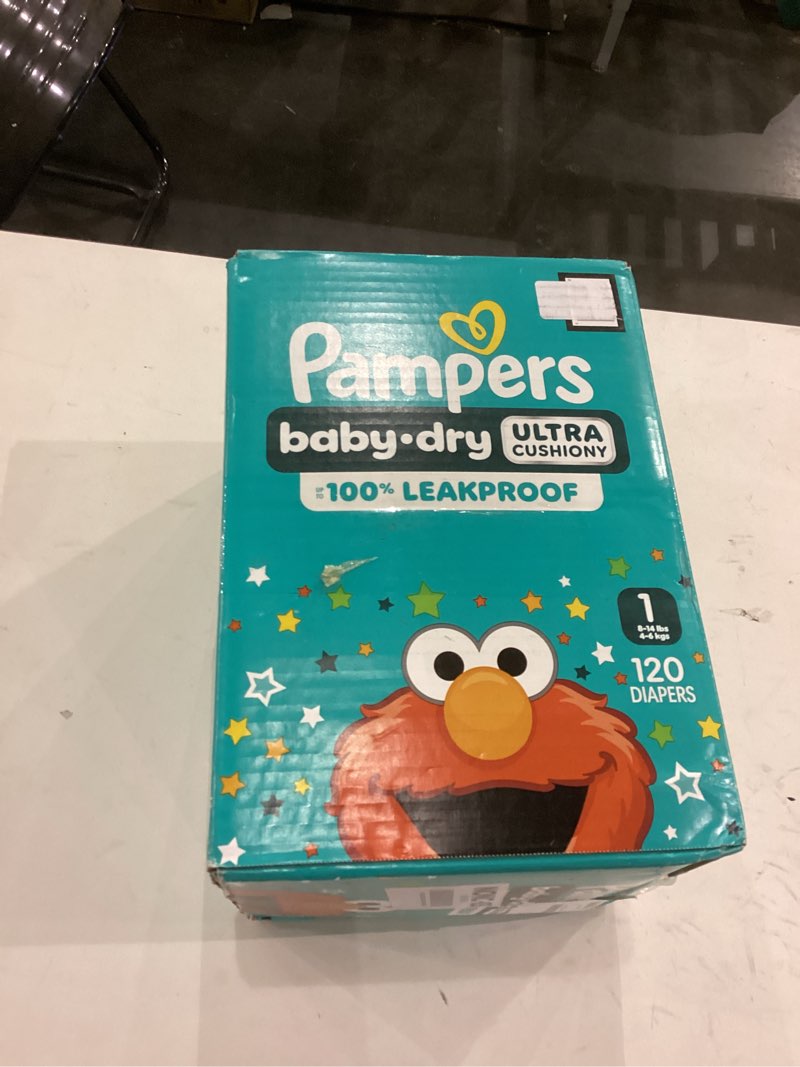 Pampers
baby•dry ULTRA CUSHIONY
UP TO 100% LEAKPROOF
1
8-14 lbs
4-6 kgs
120
DIAPERS